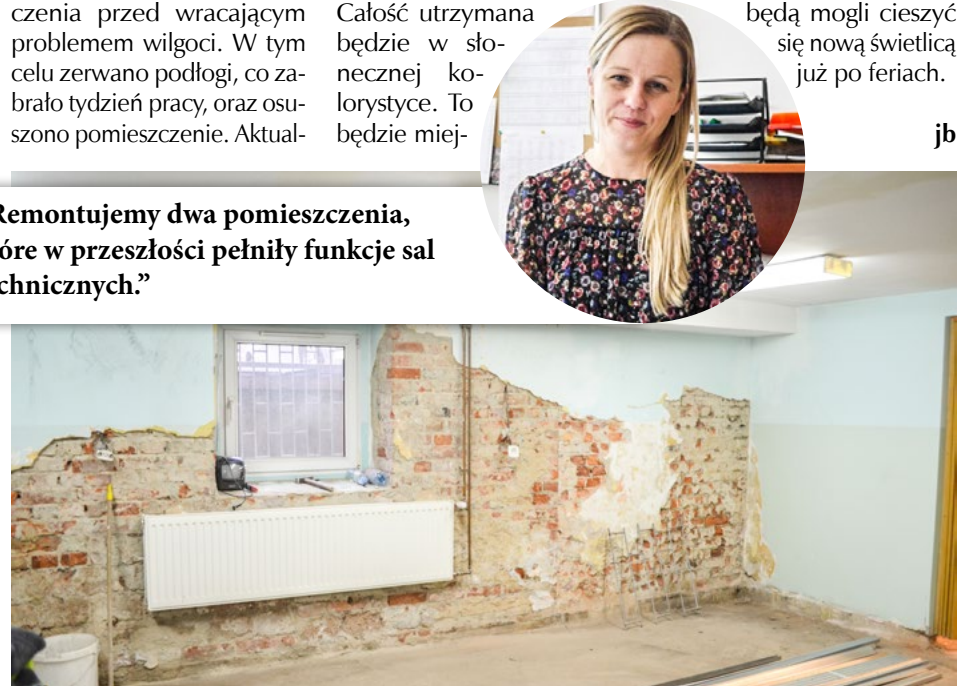 czenia przed wracającym
problemem wilgoci. W tym
celu zerwano podłogi, co za-
brało tydzień pracy, oraz osu-
szono pomieszczenie. Aktual-
Całość utrzymana
będzie w sło-
necznej ko-
lorystyce. To
będzie miej-
będą mogli cieszyć
się nową świetlicą
już po feriach.
jb
Remontujemy dwa pomieszczenia,
óre w przeszłości pełniły funkcje sal
chnicznych.”